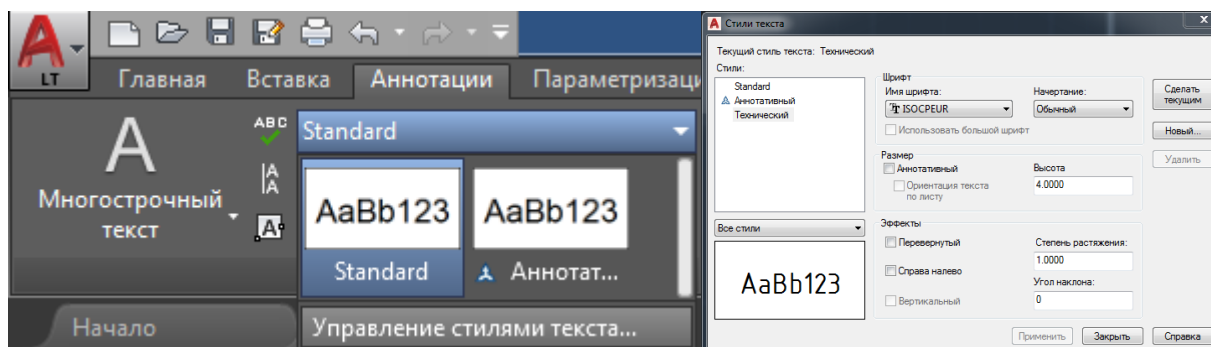 LT
Главная Вставка Аннотации Параметризаци
A
Многострочный
текст
ABC
A
A
A
Standard
AaBb123 AaBb123
Standard Аннотат...
Начало
Управление стилями текста...
A Стили текста
Текущий стиль текста: Технический
Стили:
Standard
Аннотативный
Технический
Все стили
AaBb123
Шрифт
Имя шрифта: Начертание:
ISOCPEUR Обычный
Использовать большой шрифт
Размер
Аннотативный Высота
Ориентация текста 4.0000
по листу
Эффекты
Перевернутый Степень растяжения:
1.0000
Справа налево
Угол наклона:
Вертикальный 0
Сделать
текущим
Новый...
Удалить
Применить Закрыть Справка